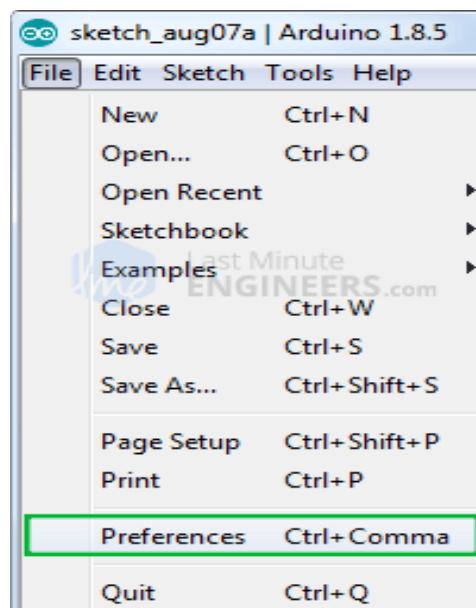 sketch_aug07a | Arduino 1.8.5
File Edit Sketch Tools Help
New Ctrl+N
Open... Ctrl+O
Open Recent
Sketchbook
Examples
Last Minute
ENGINEERS.com
Close Ctrl+W
Save Ctrl+S
Save As... Ctrl+Shift+S
Page Setup Ctrl+Shift+P
Print Ctrl+P
Preferences Ctrl+Comma
Quit Ctrl+Q